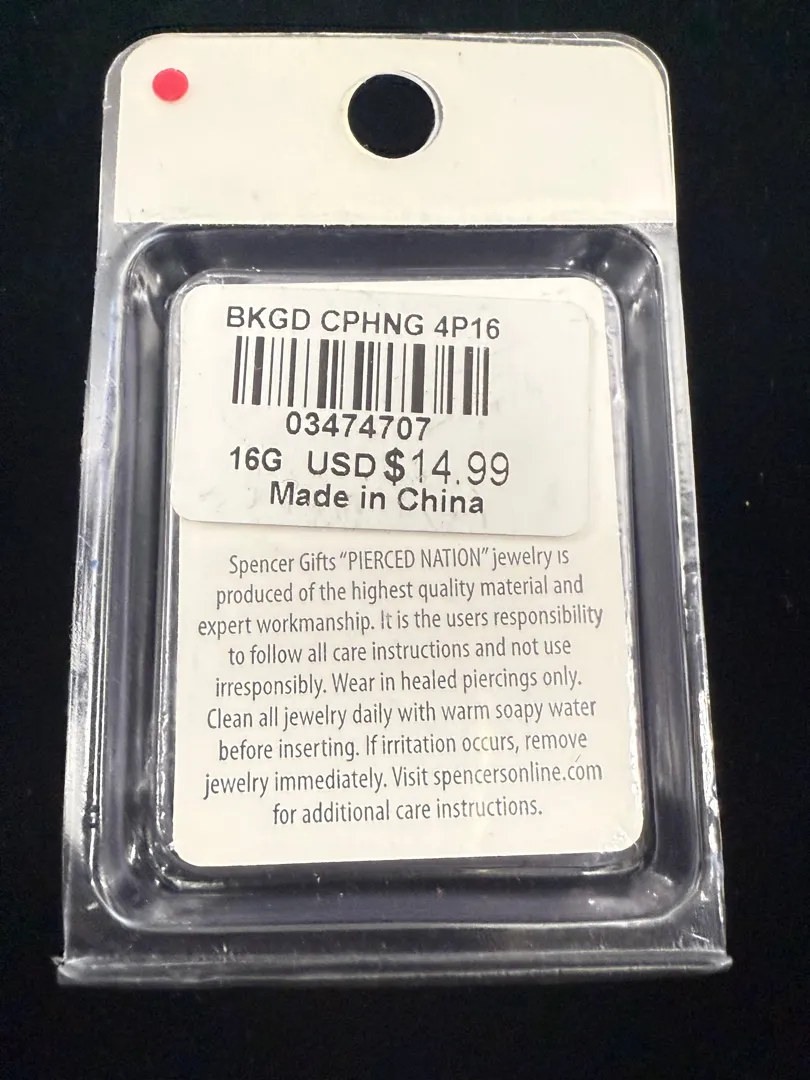 BKGD CPHNG 4P16
03474707
16G USD $14.99
Made in China
Spencer Gifts “PIERCED NATION” jewelry is
produced of the highest quality material and
expert workmanship. It is the users responsibility
to follow all care instructions and not use
irresponsibly. Wear in healed piercings only.
Clean all jewelry daily with warm soapy water
before inserting. If irritation occurs, remove
jewelry immediately. Visit spencersonline.com
for additional care instructions.